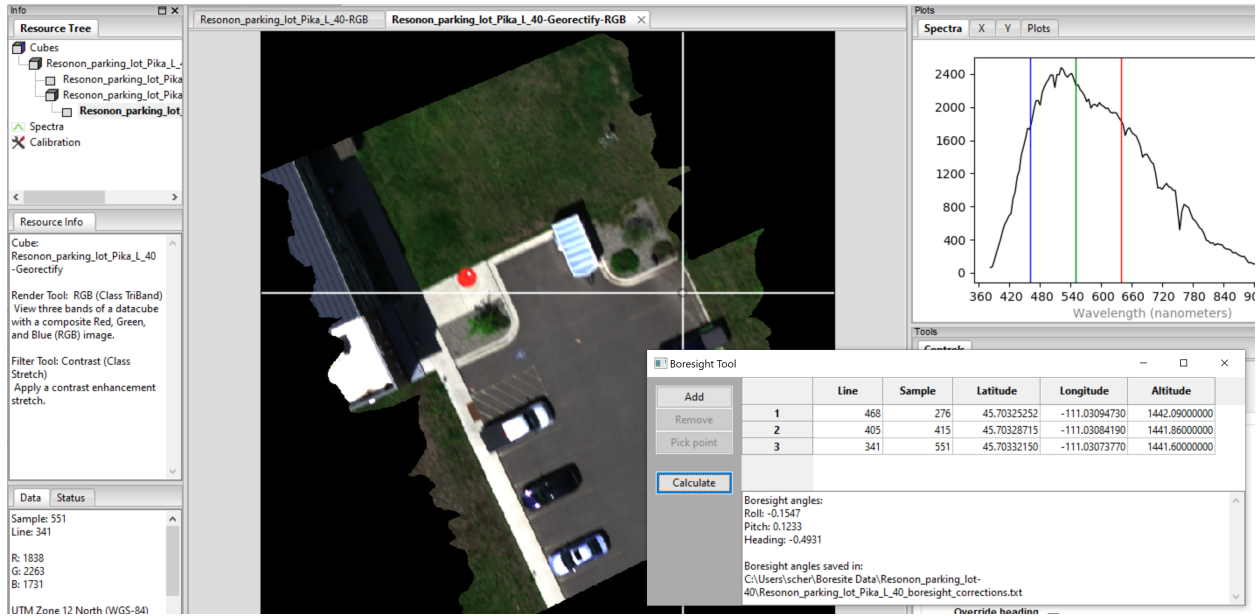 Info
Resource Tree
Cubes
Resonon_parking_lot_Pika_L_4
Resonon_parking_lot_Pika
Resonon_parking_lot_Pika
Resonon_parking_lot_
Spectra
Calibration
Resource Info
Cube:
Resonon_parking_lot_Pika_L_40
-Georectify
Render Tool: RGB (Class TriBand)
View three bands of a datacube
with a composite Red, Green,
and Blue (RGB) image.
Filter Tool: Contrast (Class
Stretch)
Apply a contrast enhancement
stretch.
Data Status
Sample: 551
Line: 341
R: 1838
G: 2263
B: 1731
UTM Zone 12 North (WGS-84)
Resonon_parking_lot_Pika_L_40-RGB Resonon_parking_lot_Pika_L_40-Georectify-RGB
Plots
Spectra X Y Plots
2400
2000
1600
1200
800
400
0
360 420 480 540 600 660 720 780 840 90
Wavelength (nanometers)
Tools
Controls
Boresight Tool
Add
Remove
Pick point
Calculate
Line Sample Latitude Longitude Altitude
1 468 276 45.70325252 -111.03094730 1442.09000000
2 405 415 45.70328715 -111.03084190 1441.86000000
3 341 551 45.70332150 -111.03073770 1441.60000000
Boresight angles:
Roll: -0.1547
Pitch: 0.1233
Heading: -0.4931
Boresight angles saved in:
C:\Users\scher\Boresite Data\Resonon_parking_lot-
40\Resonon_parking_lot_Pika_L_40_boresight_corrections.txt
Override heading